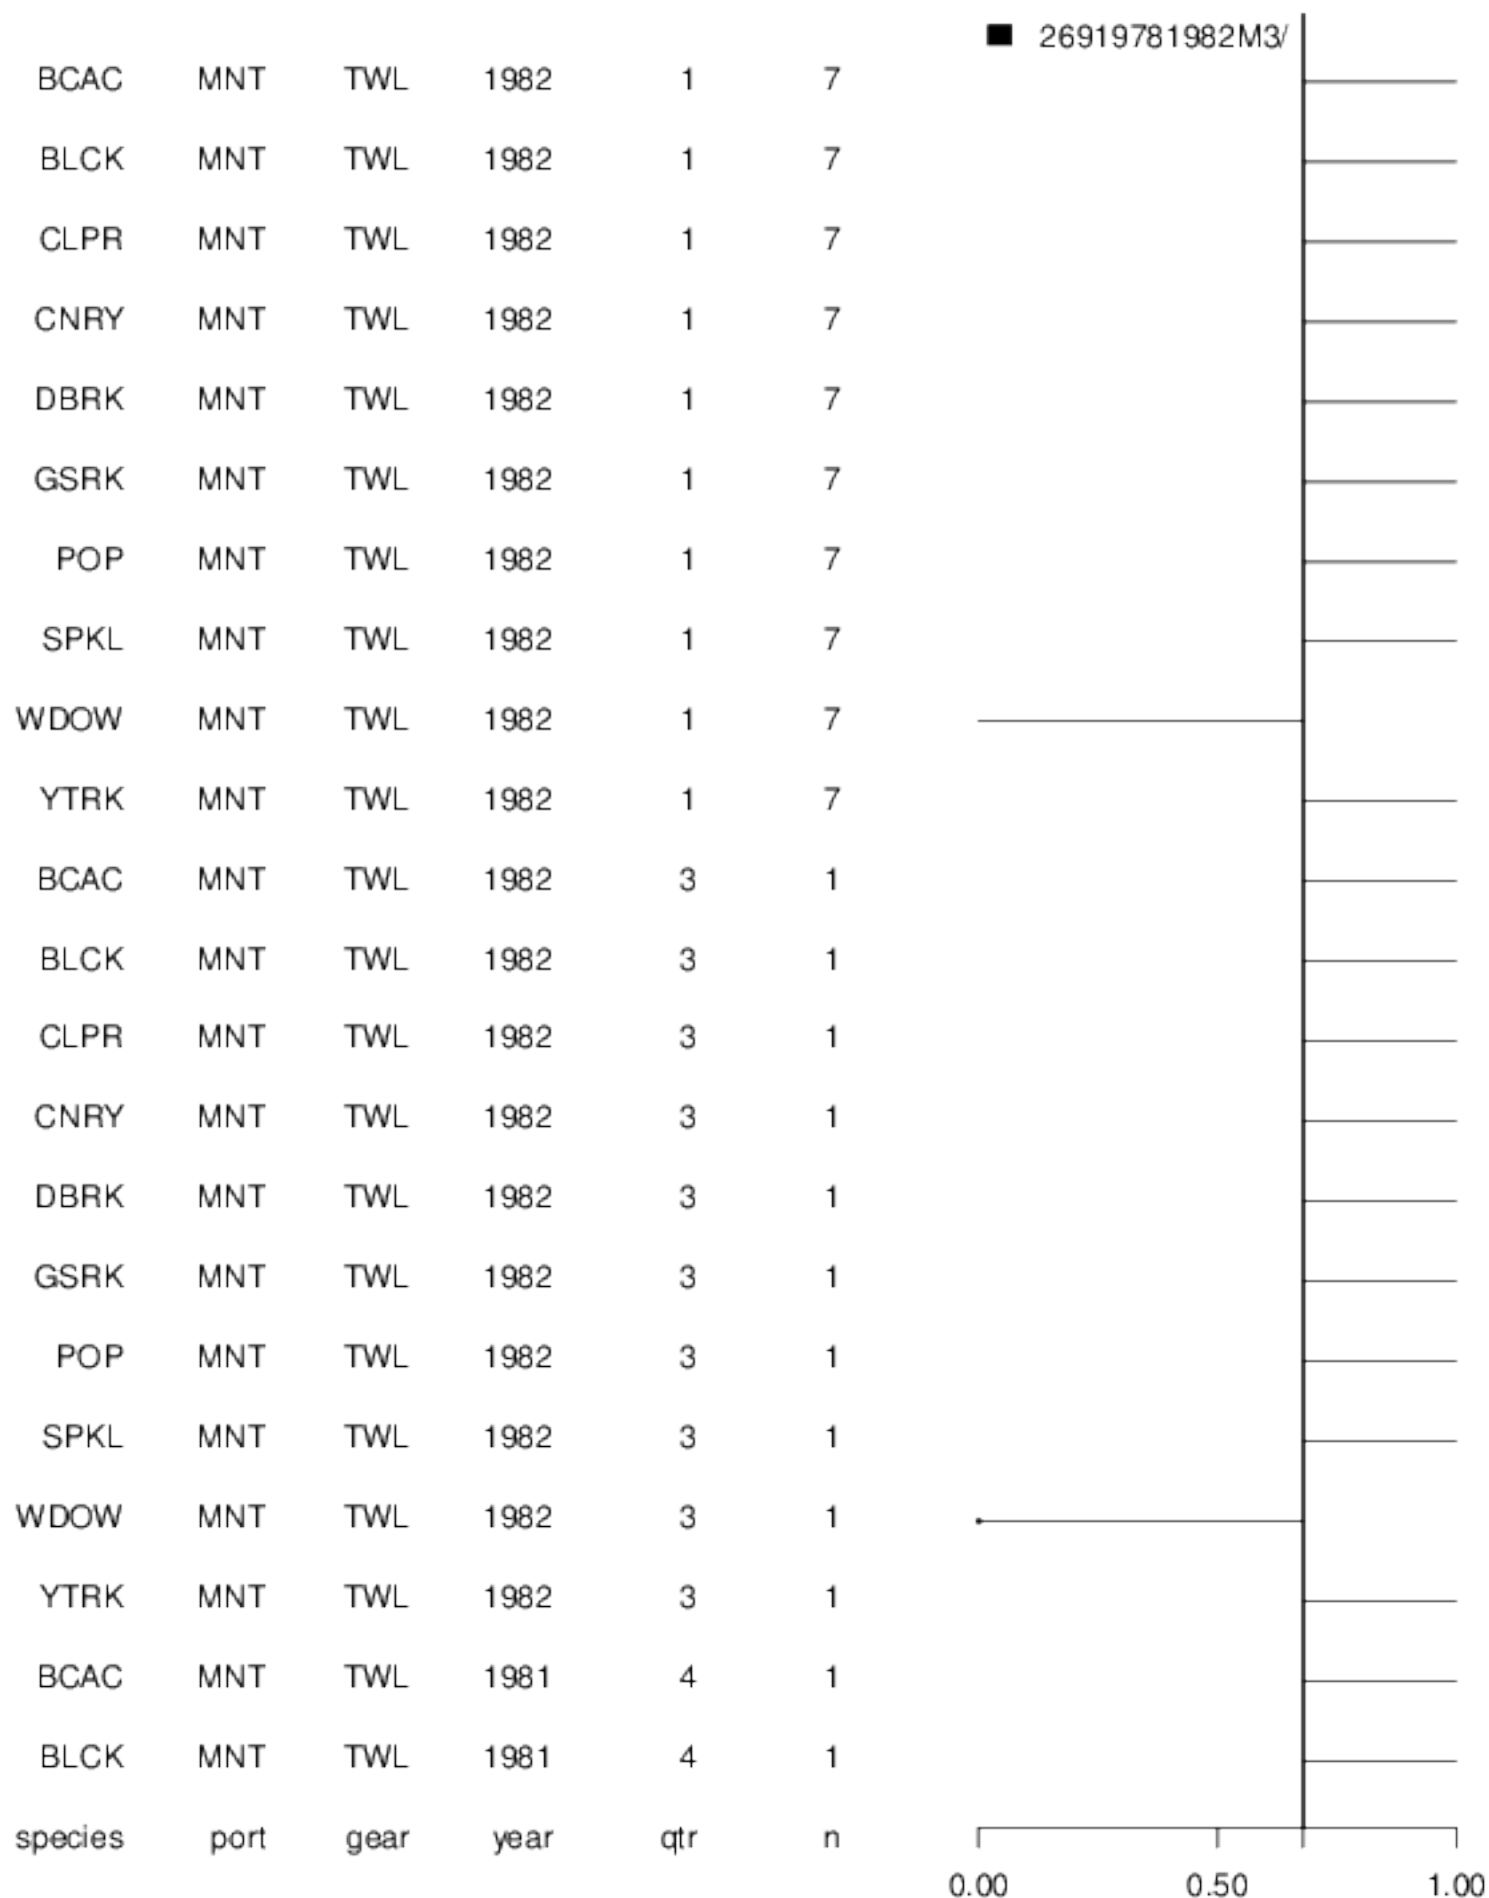 26919781982M3/
BCAC MNT TWL 1982 1 7
BLCK MNT TWL 1982 1 7
CLPR MNT TWL 1982 1 7
CNRY MNT TWL 1982 1 7
DBRK MNT TWL 1982 1 7
GSRK MNT TWL 1982 1 7
POP MNT TWL 1982 1 7
SPKL MNT TWL 1982 1 7
WDOW MNT TWL 1982 1 7
YTRK MNT TWL 1982 1 7
BCAC MNT TWL 1982 3 1
BLCK MNT TWL 1982 3 1
CLPR MNT TWL 1982 3 1
CNRY MNT TWL 1982 3 1
DBRK MNT TWL 1982 3 1
GSRK MNT TWL 1982 3 1
POP MNT TWL 1982 3 1
SPKL MNT TWL 1982 3 1
WDOW MNT TWL 1982 3 1
YTRK MNT TWL 1982 3 1
BCAC MNT TWL 1981 4 1
BLCK MNT TWL 1981 4 1
species port gear year qtr n
0.00 0.50 1.00